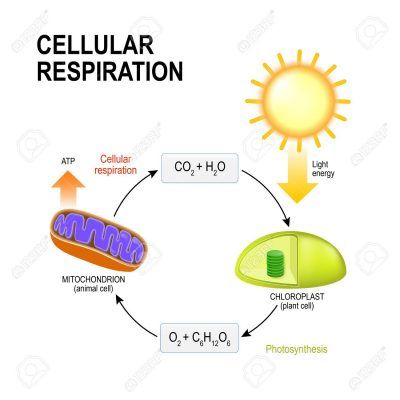 CELLULAR
RESPIRATION
ATP
Cellular
respiration
CO₂ + H₂O
Light
energy
MITOCHONDRION
(animal cell)
CHLOROPLAST
(plant cell)
O₂ + C₆H₁₂O₆
Photosynthesis